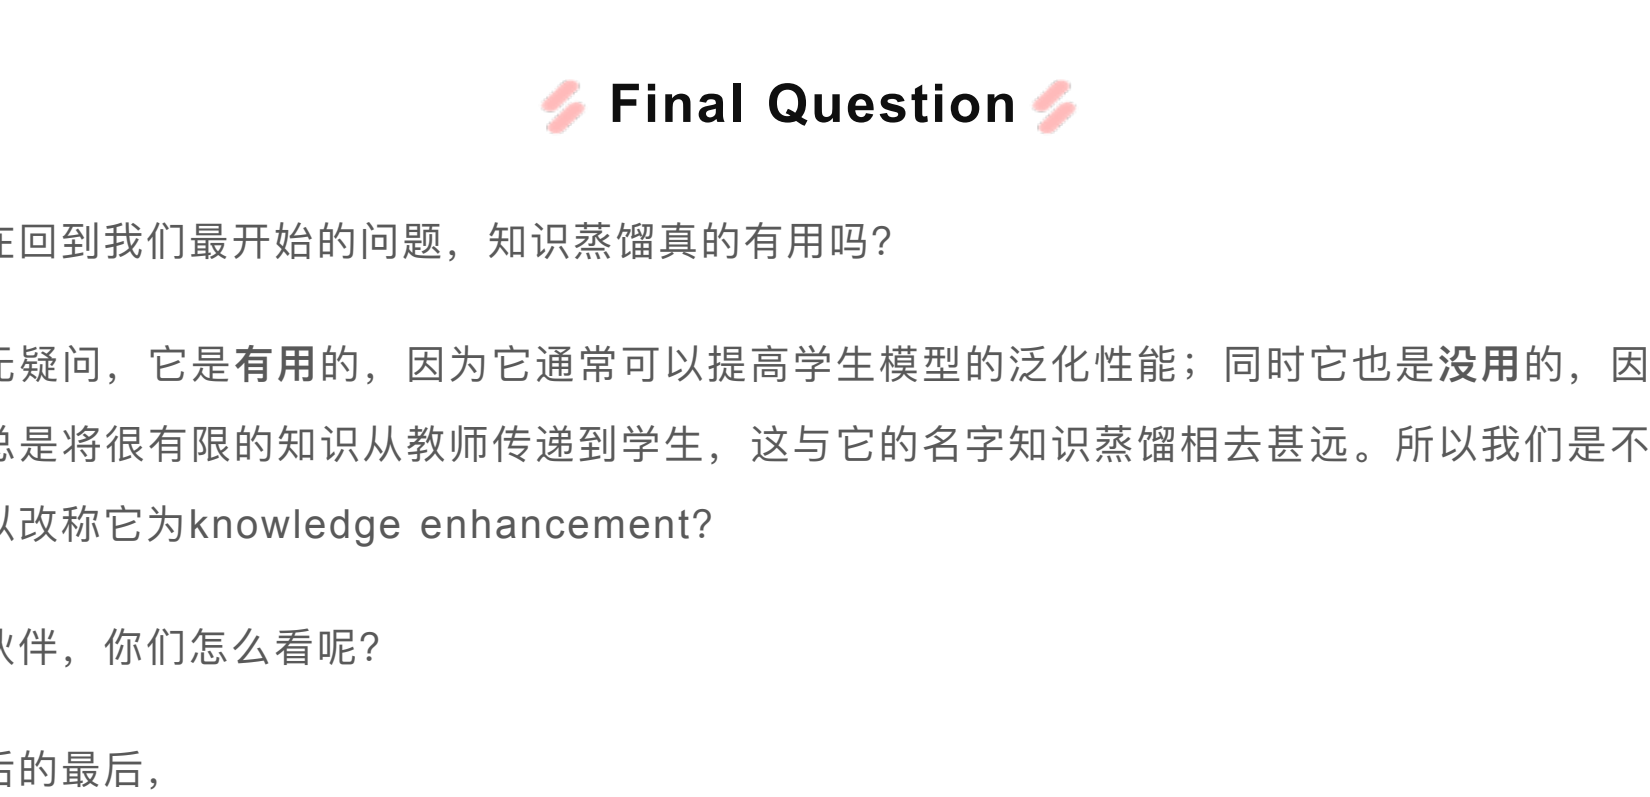 Final Question
在回到我们最开始的问题，知识蒸馏真的有用吗？
无疑问，它是有用的，因为它通常可以提高学生模型的泛化性能；同时它也是没用的，因
总是将很有限的知识从教师传递到学生，这与它的名字知识蒸馏相去甚远。所以我们是不
以改称它为knowledge enhancement?
伙伴，你们怎么看呢？
后的最后，